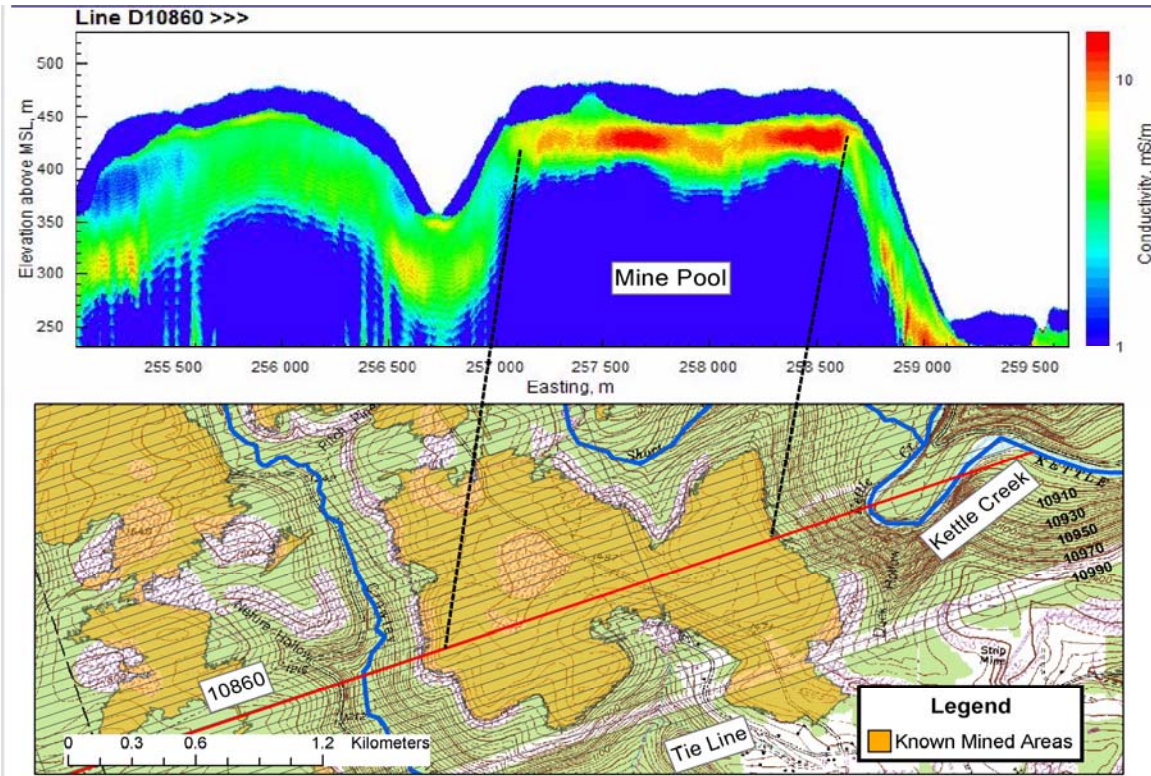 Line D10860 >>>
500
450
400
350
300
250
Elevation above MSL, m
Mine Pool
10
1
Conductivity, mS/m
255 500
256 000
256 500
257 000
257 500
258 000
258 500
259 000
259 500
Easting, m
Short
KETTLE
Kettle Creek
10910
10930
10950
10970
10990
Hollow
10860
Strip
Mine
Tie Line
0 0.3 0.6 1.2 Kilometers
Legend
Known Mined Areas